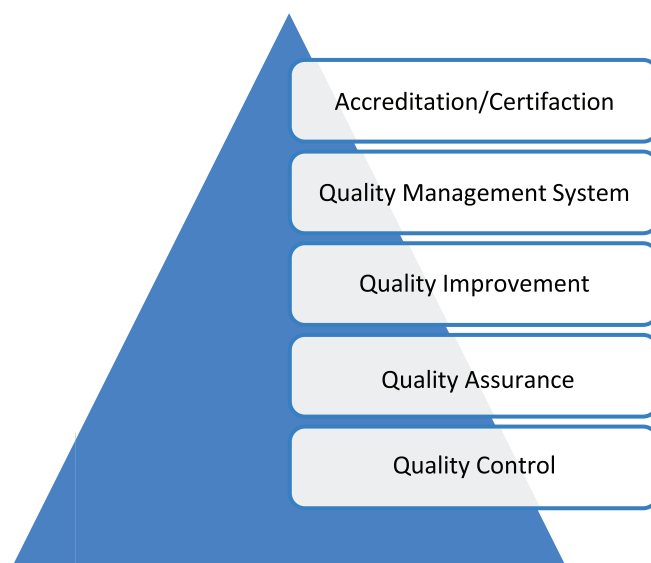 Accreditation/Certifaction
Quality Management System
Quality Improvement
Quality Assurance
Quality Control